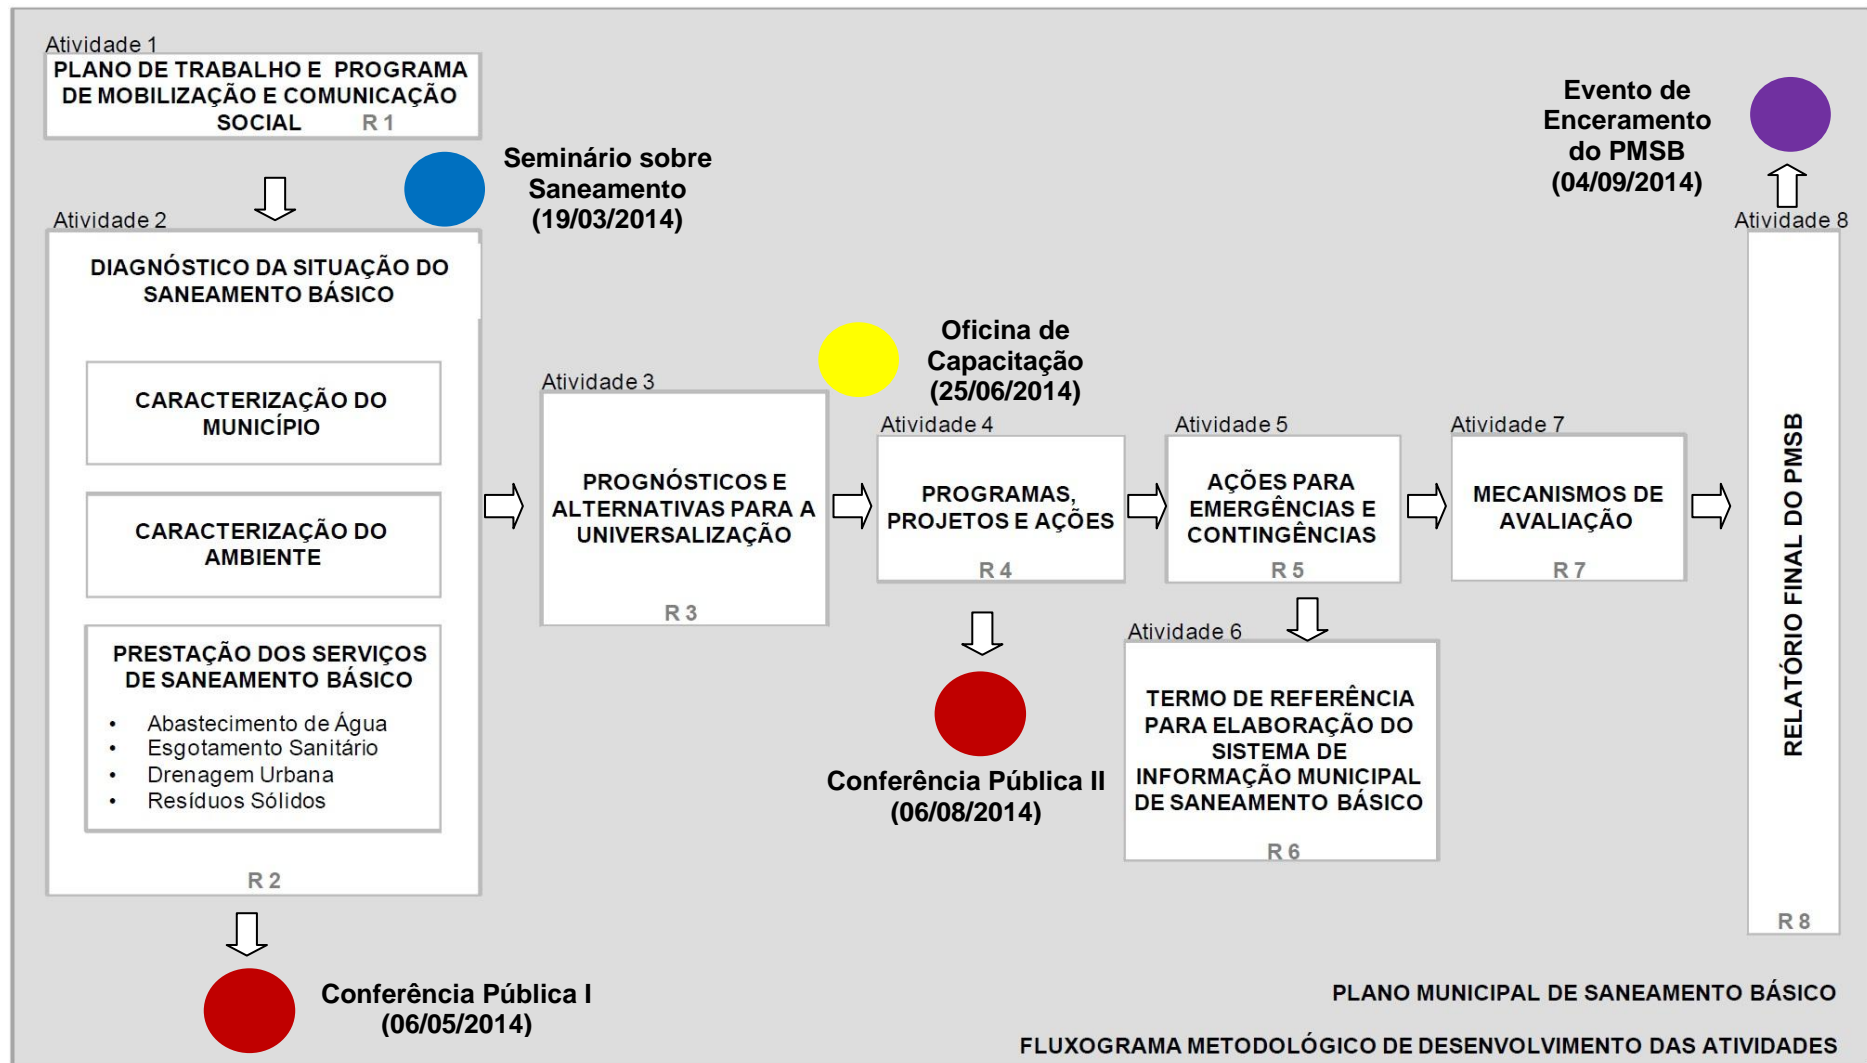 Atividade 1
PLANO DE TRABALHO E PROGRAMA
DE MOBILIZAÇÃO E COMUNICAÇÃO
SOCIAL R 1
Seminário sobre
Saneamento
(19/03/2014)
Atividade 2
DIAGNÓSTICO DA SITUAÇÃO DO
SANEAMENTO BÁSICO
CARACTERIZAÇÃO DO
MUNICÍPIO
CARACTERIZAÇÃO DO
AMBIENTE
PRESTAÇÃO DOS SERVIÇOS
DE SANEAMENTO BÁSICO
• Abastecimento de Água
• Esgotamento Sanitário
• Drenagem Urbana
• Resíduos Sólidos
R 2
Conferência Pública I
(06/05/2014)
Atividade 3
PROGNÓSTICOS E
ALTERNATIVAS PARA A
UNIVERSALIZAÇÃO
R 3
Oficina de
Capacitação
(25/06/2014)
Atividade 4
PROGRAMAS,
PROJETOS E AÇÕES
R 4
Conferência Pública II
(06/08/2014)
Atividade 5
AÇÕES PARA
EMERGÊNCIAS E
CONTINGÊNCIAS
R 5
Atividade 6
TERMO DE REFERÊNCIA
PARA ELABORAÇÃO DO
SISTEMA DE
INFORMAÇÃO MUNICIPAL
DE SANEAMENTO BÁSICO
R 6
Atividade 7
MECANISMOS DE
AVALIAÇÃO
R 7
Evento de
Enceramento
do PMSB
(04/09/2014)
Atividade 8
RELATÓRIO FINAL DO PMSB
R 8
PLANO MUNICIPAL DE SANEAMENTO BÁSICO
FLUXOGRAMA METODOLÓGICO DE DESENVOLVIMENTO DAS ATIVIDADES